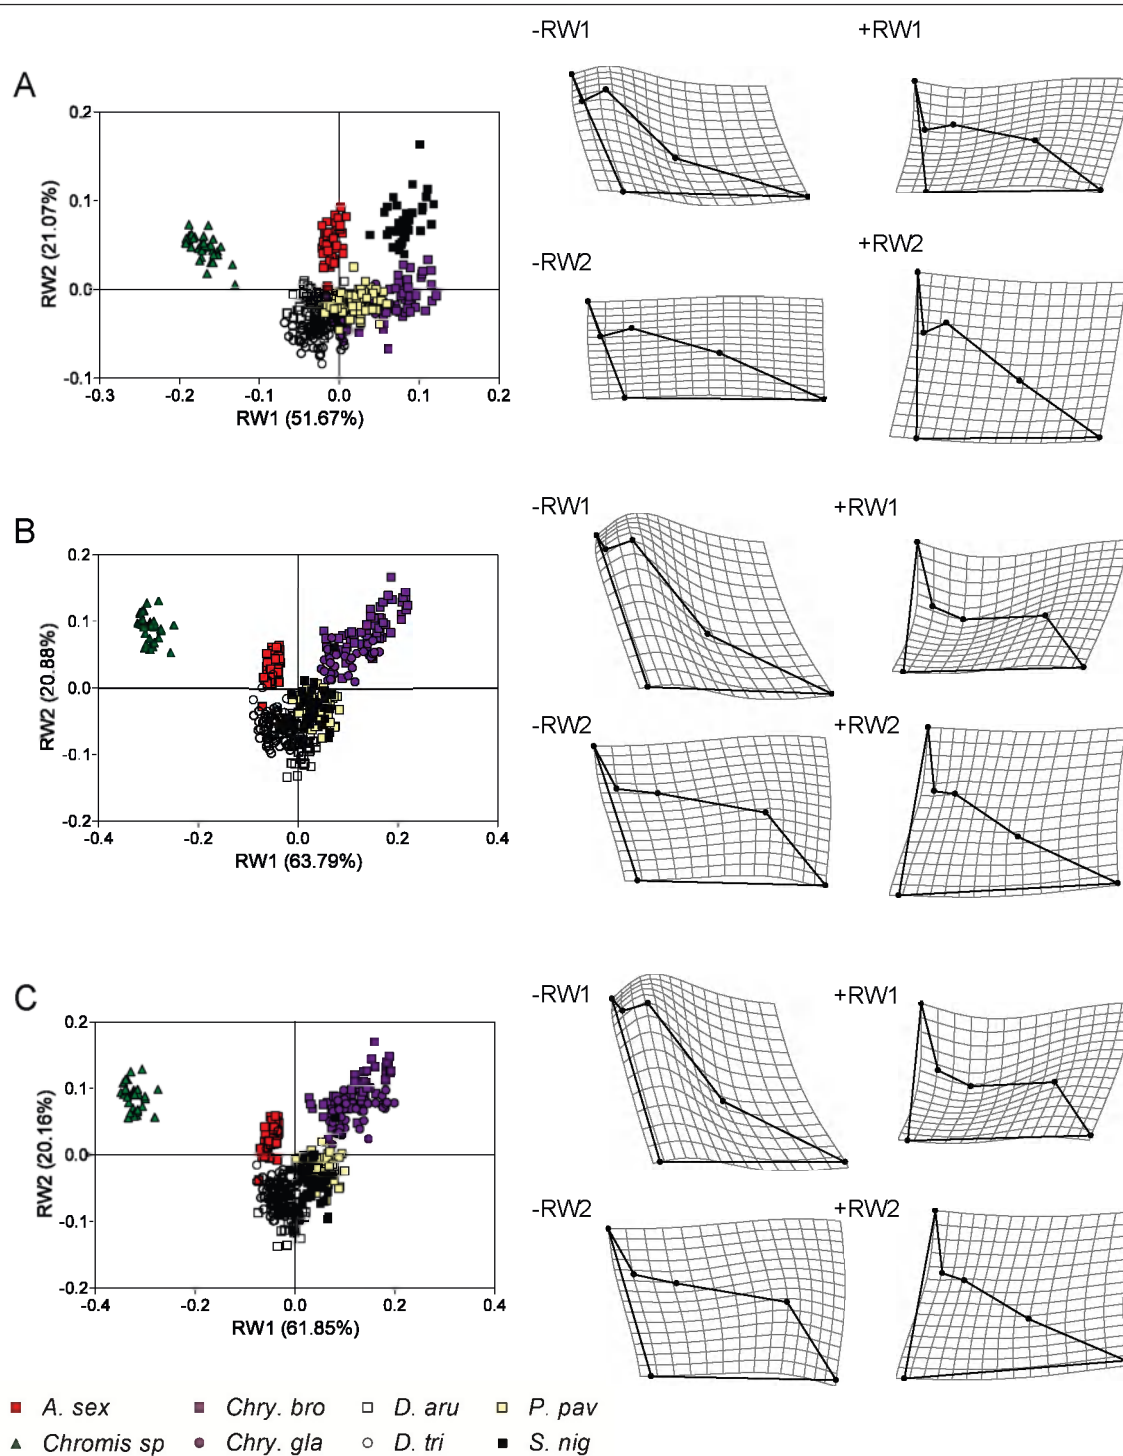 -RW1
+RW1
A
0.2
0.1
0.0
-0.1
RW2 (21.07%)
-0.3
-0.2
-0.1
0.0
0.1
0.2
RW1 (51.67%)
-RW2
+RW2
B
-RW1
+RW1
0.2
0.1
0.0
-0.1
-0.2
RW2 (20.88%)
-0.4
-0.2
0.0
0.2
0.4
RW1 (63.79%)
-RW2
+RW2
C
-RW1
+RW1
0.2
0.1
0.0
-0.1
-0.2
RW2 (20.16%)
-0.4
-0.2
0.0
0.2
0.4
RW1 (61.85%)
-RW2
+RW2
A. sex
Chry. bro
D. aru
P. pav
Chromis sp
Chry. gla
D. tri
S. nig